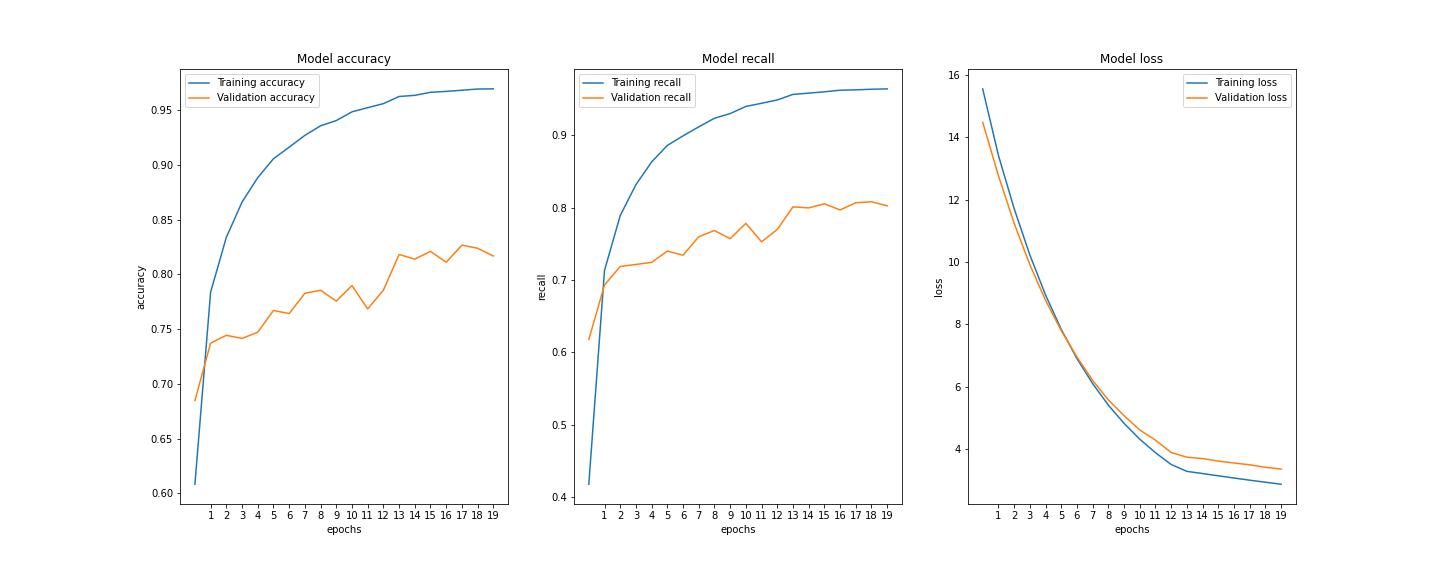 Model accuracy
Training accuracy
Validation accuracy
0.95
0.90
0.85
0.80
0.75
0.70
0.65
0.60
accuracy
1 2 3 4 5 6 7 8 9 10 11 12 13 14 15 16 17 18 19
epochs
Model recall
Training recall
Validation recall
0.9
0.8
0.7
0.6
0.5
0.4
recall
1 2 3 4 5 6 7 8 9 10 11 12 13 14 15 16 17 18 19
epochs
Model loss
Training loss
Validation loss
16
14
12
10
8
6
4
loss
1 2 3 4 5 6 7 8 9 10 11 12 13 14 15 16 17 18 19
epochs